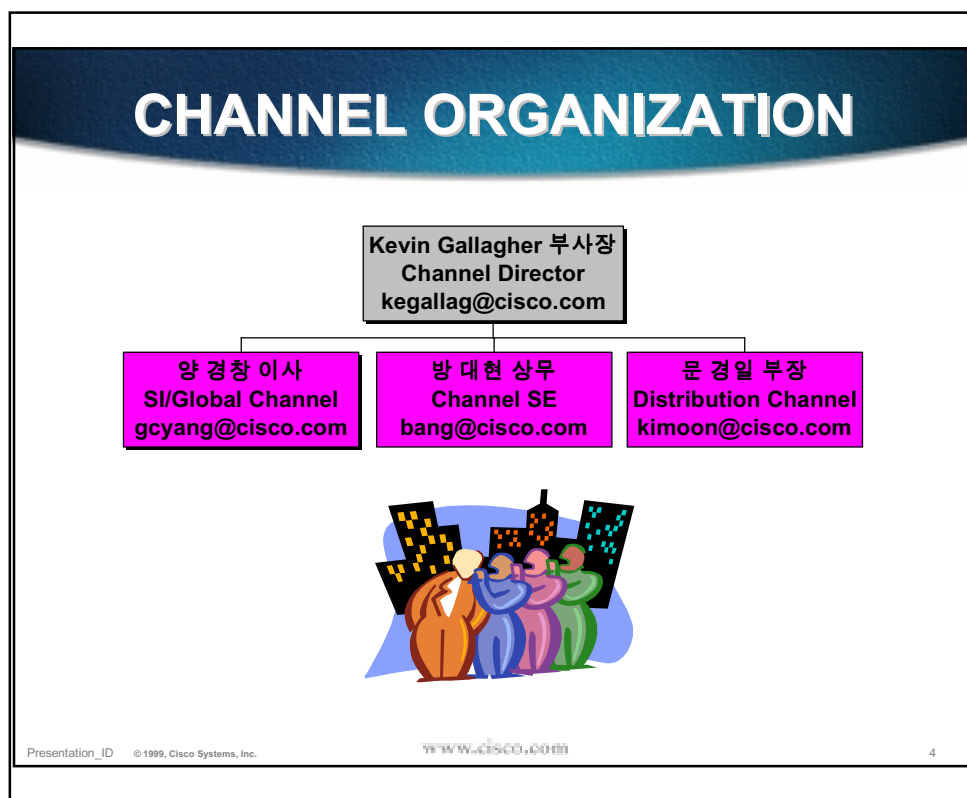 CHANNEL ORGANIZATION
Kevin Gallagher 부사장
Channel Director
kegallag@cisco.com
양 경창 이사
SI/Global Channel
gcyang@cisco.com
방 대현 상무
Channel SE
bang@cisco.com
문 경일 부장
Distribution Channel
kimoon@cisco.com
Presentation_ID © 1999, Cisco Systems, Inc. www.cisco.com 4